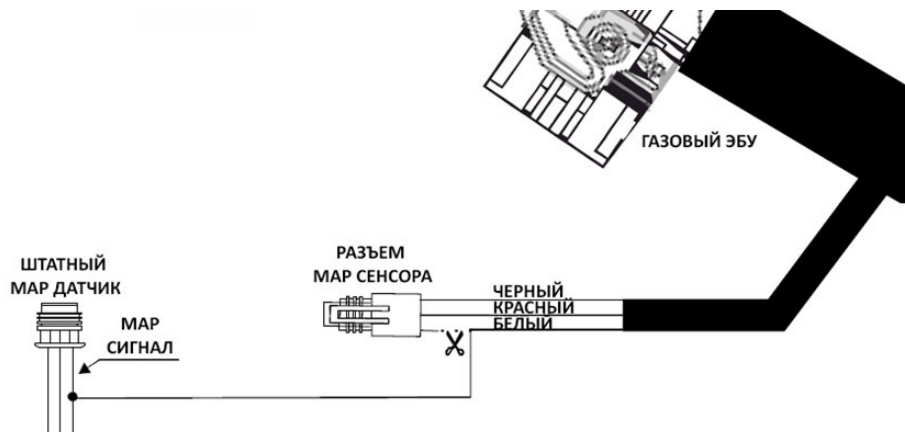 ГАЗОВЫЙ ЭБУ
ШТАТНЫЙ
МАР ДАТЧИК
МАР
СИГНАЛ
РАЗЪЕМ
МАР СЕНСОРА
ЧЕРНЫЙ
КРАСНЫЙ
БЕЛЫЙ